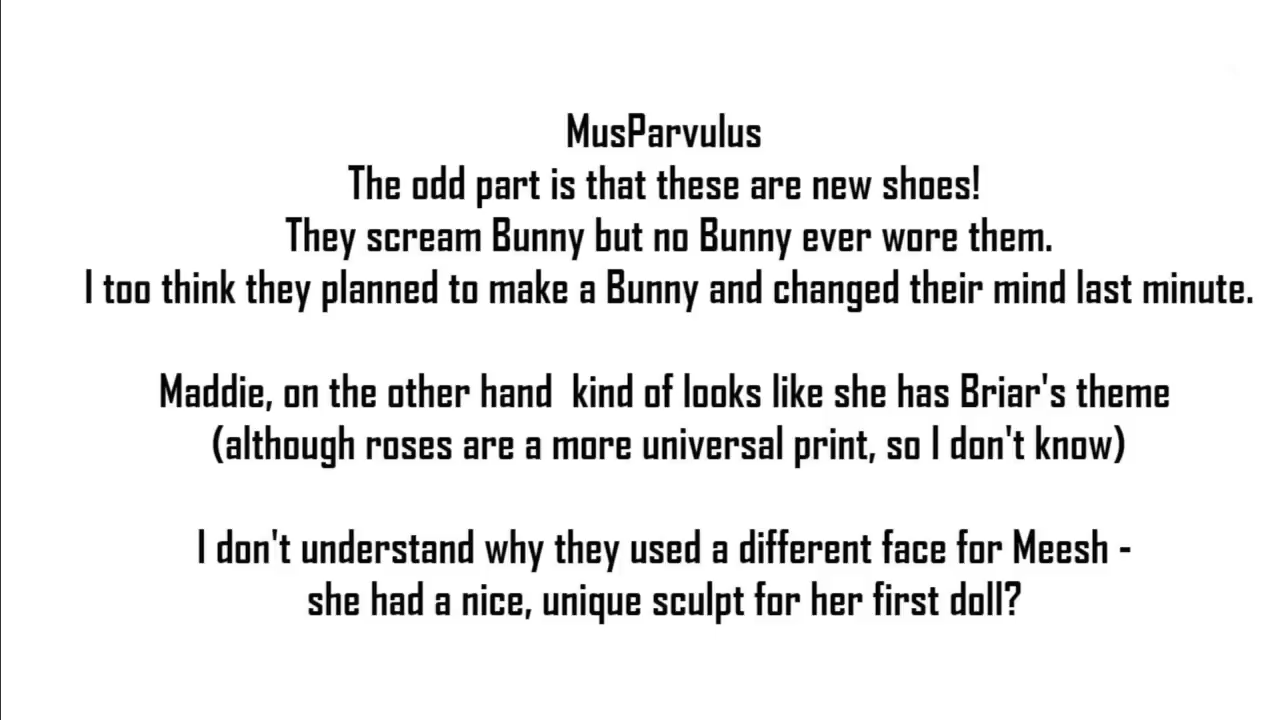 MusParvulus
The odd part is that these are new shoes!
They scream Bunny but no Bunny ever wore them.
I too think they planned to make a Bunny and changed their mind last minute.
Maddie, on the other hand  kind of looks like she has Briar's theme
(although roses are a more universal print, so I don't know)
I don't understand why they used a different face for Meesh -
she had a nice, unique sculpt for her first doll?